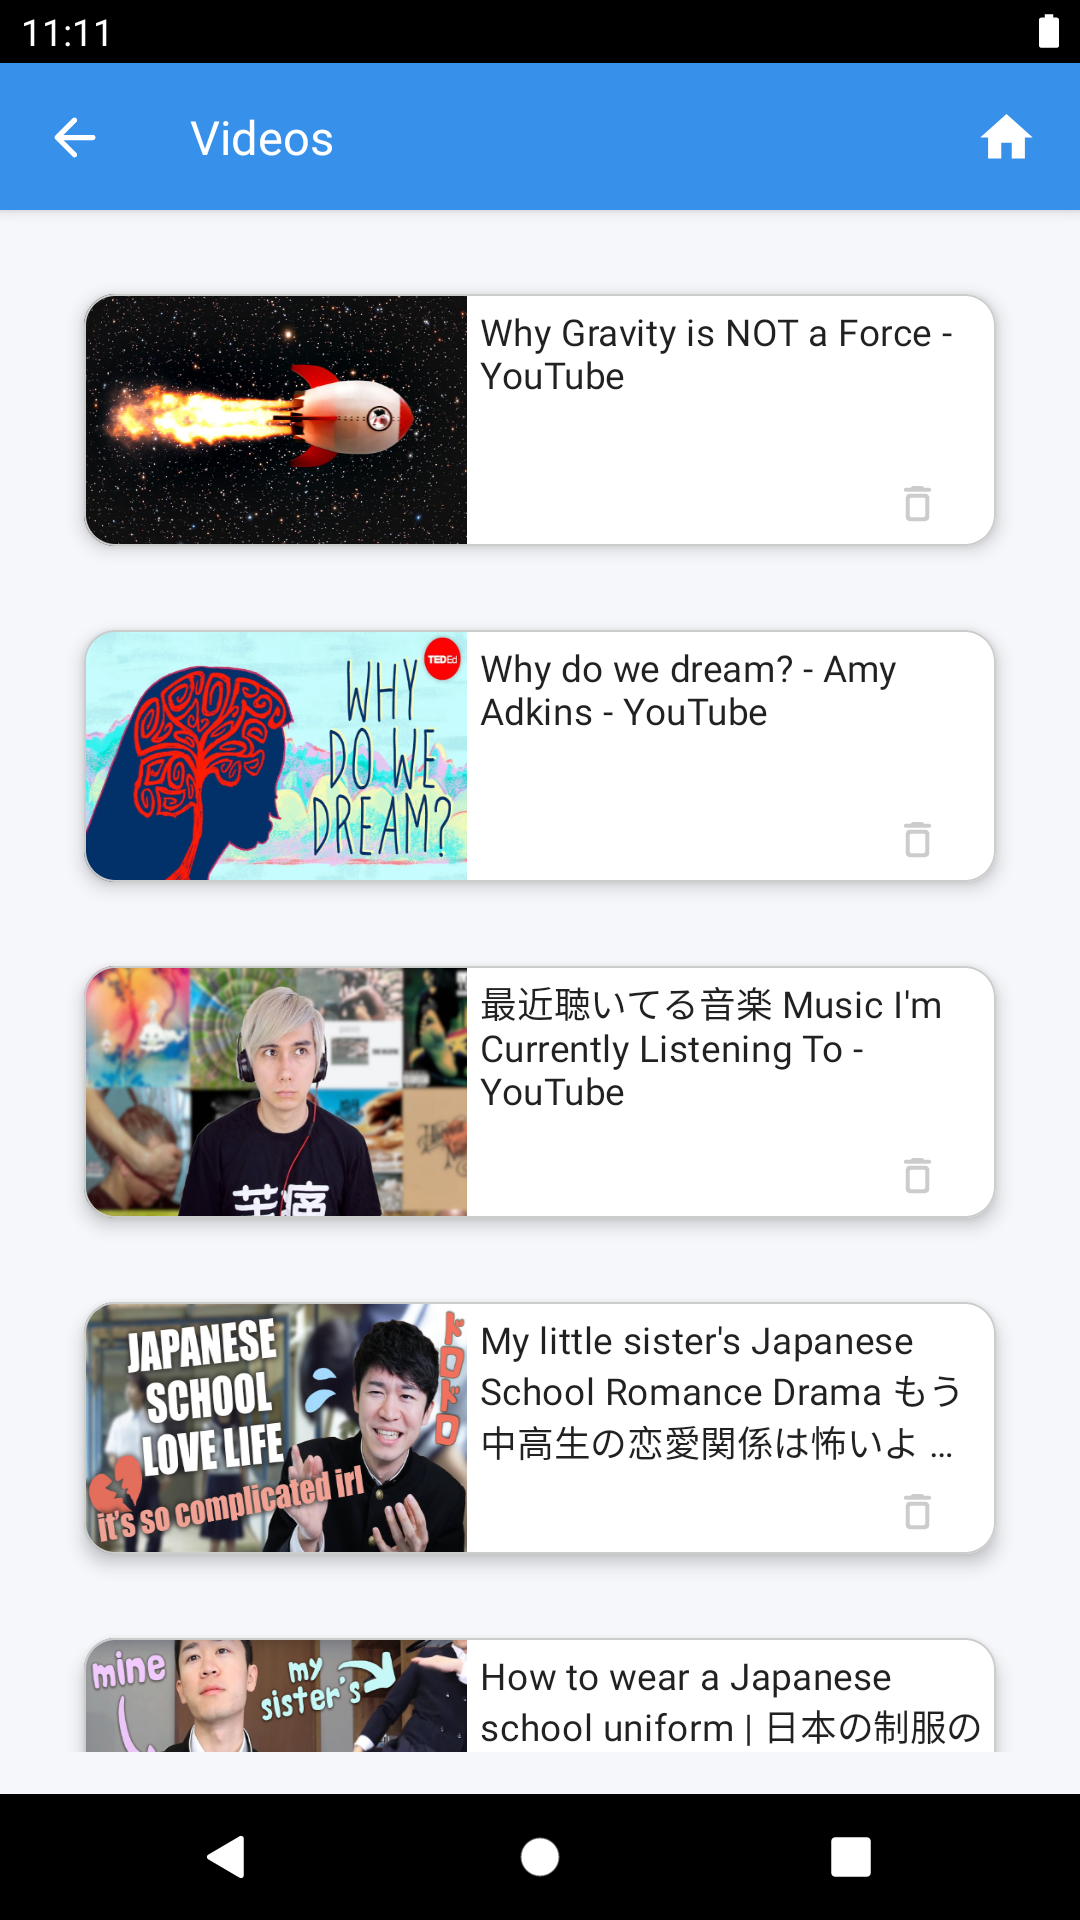 11:11
Videos
Why Gravity is NOT a Force -
YouTube
TEDEd
WHY
DO WE
DREAM?
Why do we dream? - Amy
Adkins - YouTube
苦痛
最近聴いてる音楽 Music I'm
Currently Listening To -
YouTube
JAPANESE
SCHOOL
LOVE LIFE
it's so complicated irl
ドロドロ
My little sister's Japanese
School Romance Drama もう
中高生の恋愛関係は怖いよ ...
mine
my
sister's
How to wear a Japanese
school uniform | 日本の制服の